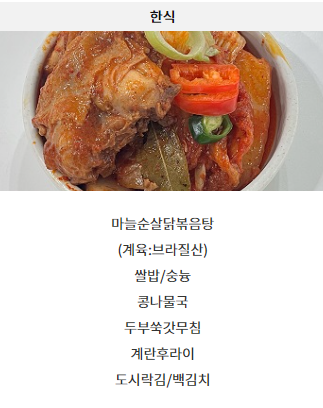 한식
마늘순살닭볶음탕
(계육:브라질산)
쌀밥/숭늉
콩나물국
두부쑥갓무침
계란후라이
도시락김/백김치